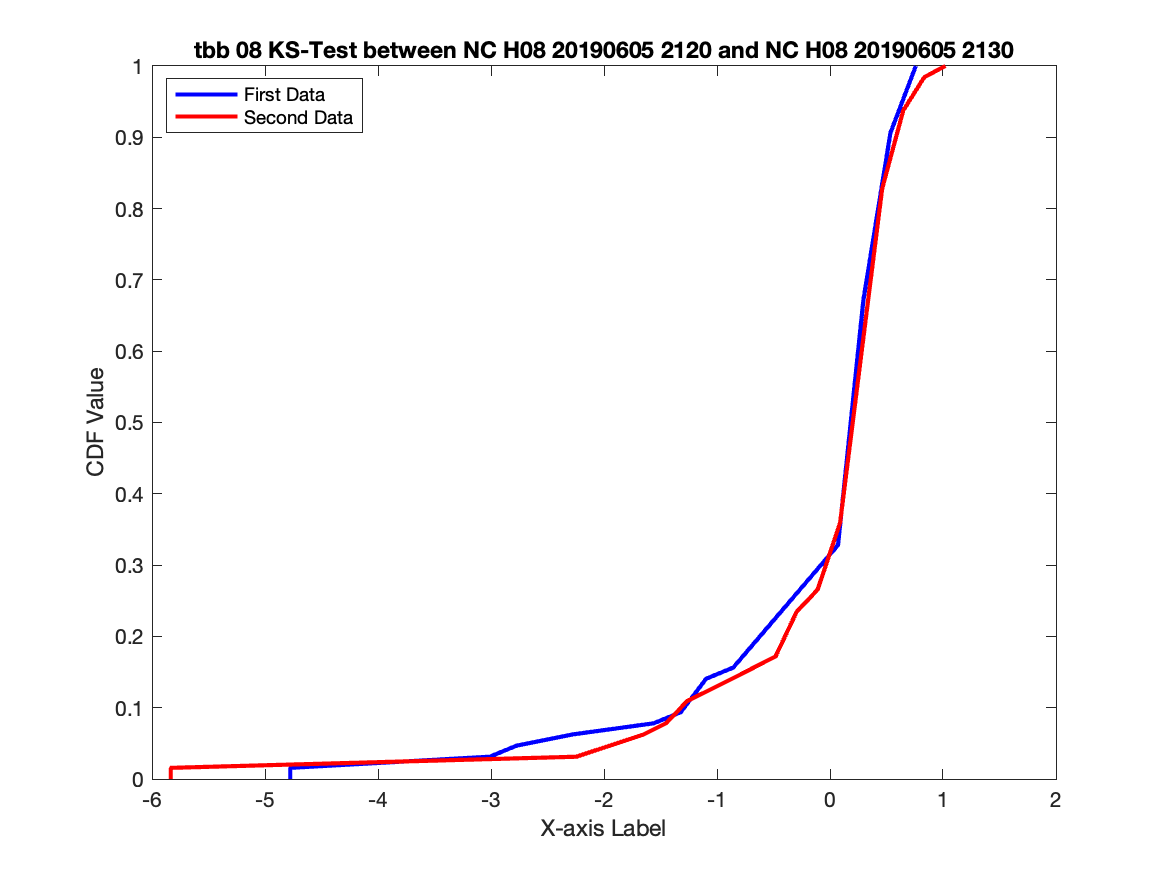 tbb 08 KS-Test between NC H08 20190605 2120 and NC H08 20190605 2130
First Data
Second Data
1
0.9
0.8
0.7
0.6
0.5
0.4
0.3
0.2
0.1
0
CDF Value
-6 -5 -4 -3 -2 -1 0 1 2
X-axis Label